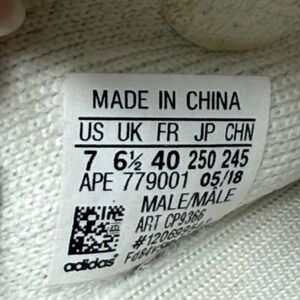 MADE IN CHINA
US UK FR JP CHN
7 6½ 40 250 245
APE 779001 05/18
MALE/MÂLE
ART CP9366
adidas